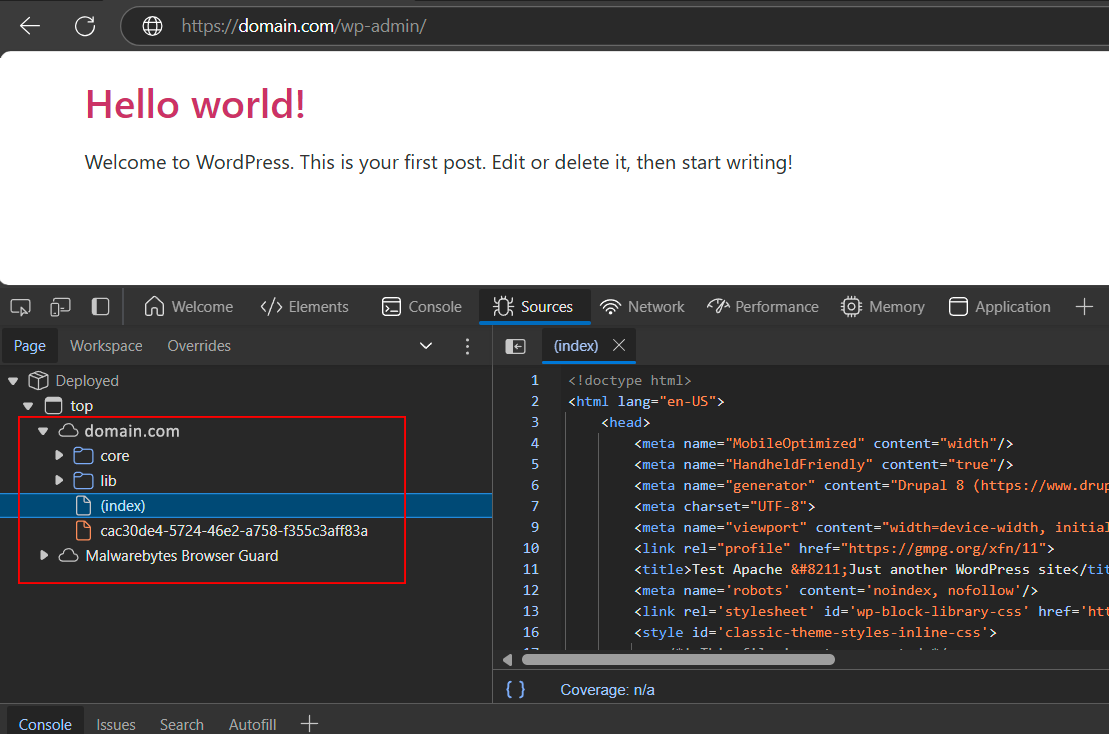 https://domain.com/wp-admin/
Hello world!
Welcome to WordPress. This is your first post. Edit or delete it, then start writing!
Welcome
Elements
Console
Sources
Network
Performance
Memory
Application
Page
Workspace
Overrides
(index)
Deployed
top
domain.com
core
lib
(index)
cac30de4-5724-46e2-a758-f355c3aff83a
Malwarebytes Browser Guard
1 <!doctype html>
2 <html lang="en-US">
3 <head>
4 <meta name="MobileOptimized" content="width"/>
5 <meta name="HandheldFriendly" content="true"/>
6 <meta name="generator" content="Drupal 8 (https://www.drup
7 <meta charset="UTF-8">
9 <meta name="viewport" content="width=device-width, initial
10 <link rel="profile" href="https://gmpg.org/xfn/11">
11 <title>Test Apache &#8211;Just another WordPress site</tit
12 <meta name='robots' content='noindex, nofollow'/>
13 <link rel='stylesheet' id='wp-block-library-css' href='htt
16 <style id='classic-theme-styles-inline-css'>
{ } Coverage: n/a
Console
Issues
Search
Autofill